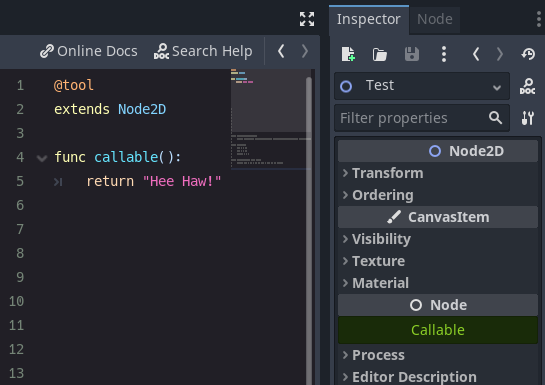 Inspector Node
Online Docs Search Help
1 @tool
2 extends Node2D
3
4 func callable():
5 return "Hee Haw!"
6
7
8
9
10
11
12
13
Test
Filter properties
Node2D
Transform
Ordering
CanvasItem
Visibility
Texture
Material
Node
Callable
Process
Editor Description